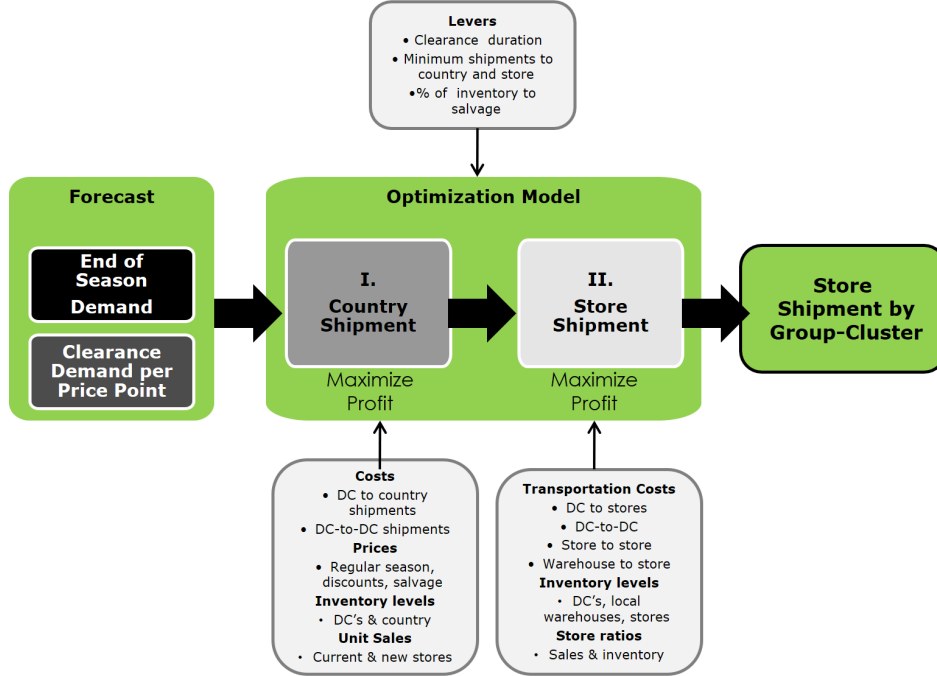 Levers
• Clearance duration
• Minimum shipments to
country and store
•% of inventory to
salvage
Forecast
End of
Season
Demand
Clearance
Demand per
Price Point
Optimization Model
I.
Country
Shipment
Maximize
Profit
II.
Store
Shipment
Maximize
Profit
Store
Shipment by
Group-Cluster
Costs
• DC to country
shipments
• DC-to-DC shipments
Prices
• Regular season,
discounts, salvage
Inventory levels
• DC's & country
Unit Sales
• Current & new stores
Transportation Costs
• DC to stores
• DC-to-DC
• Store to store
• Warehouse to store
Inventory levels
• DC's, local
warehouses, stores
Store ratios
• Sales & inventory